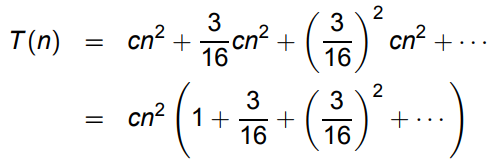 T(n) = cn² + 3/16 cn² + (3/16)² cn² + ⋯
= cn² (1 + 3/16 + (3/16)² + ⋯)